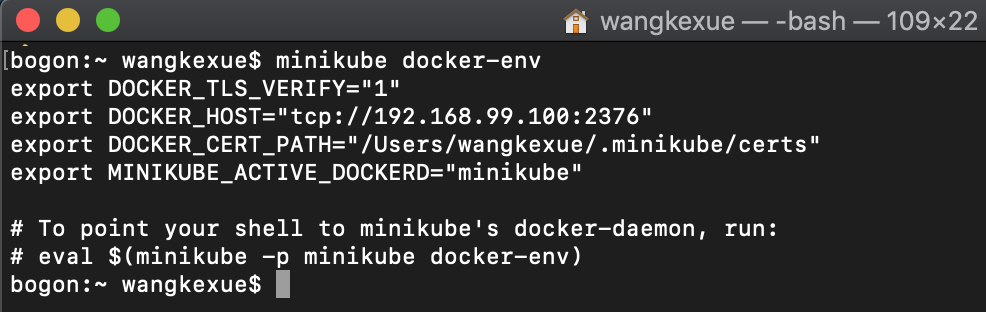 wangkexue — -bash — 109×22
[bogon:~ wangkexue$ minikube docker-env
export DOCKER_TLS_VERIFY="1"
export DOCKER_HOST="tcp://192.168.99.100:2376"
export DOCKER_CERT_PATH="/Users/wangkexue/.minikube/certs"
export MINIKUBE_ACTIVE_DOCKERD="minikube"
# To point your shell to minikube's docker-daemon, run:
# eval $(minikube -p minikube docker-env)
bogon:~ wangkexue$